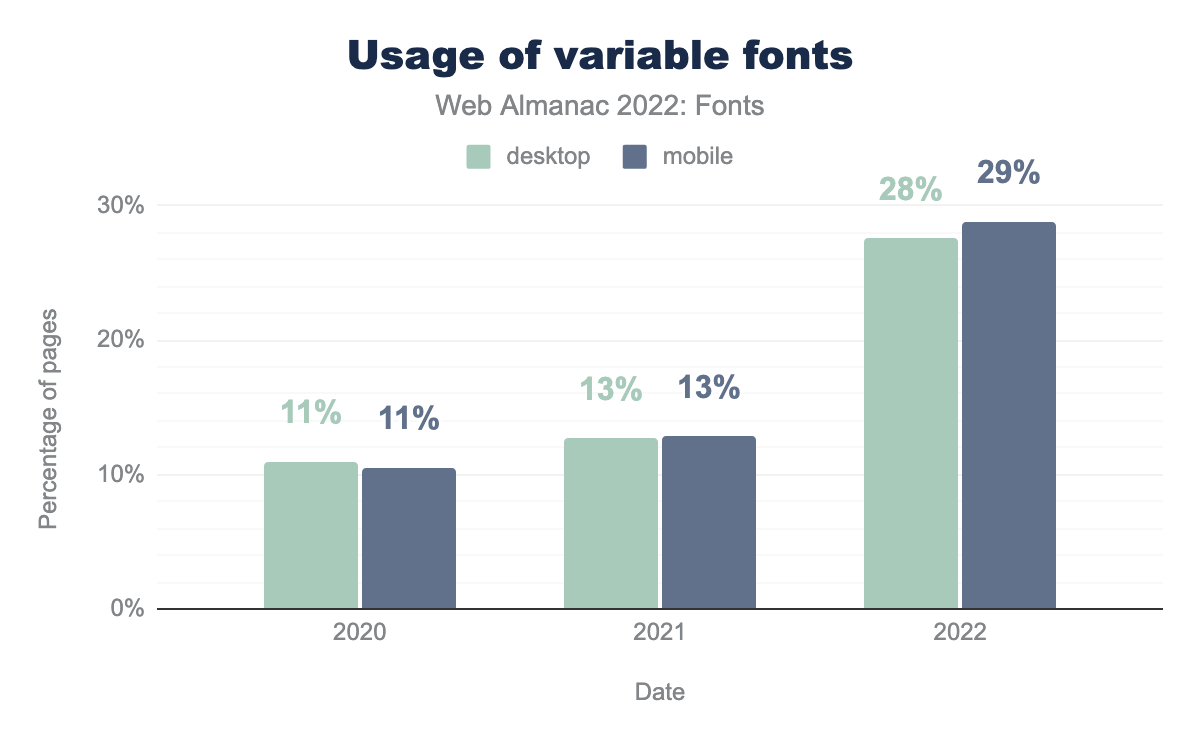 Usage of variable fonts
Web Almanac 2022: Fonts
desktop mobile
30%
20%
10%
0%
Percentage of pages
11% 11%
13% 13%
28% 29%
2020 2021 2022
Date